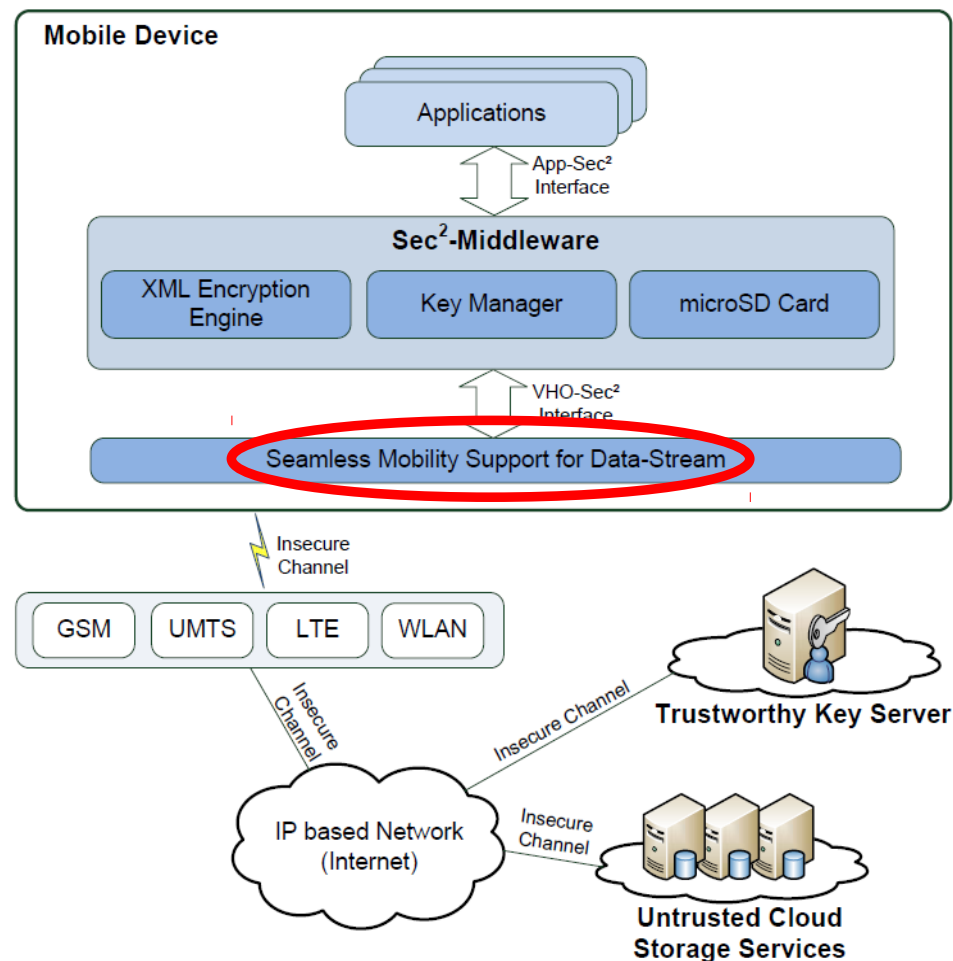 Mobile Device
Applications
App-Sec²
Interface
Sec²-Middleware
XML Encryption
Engine
Key Manager
microSD Card
VHO-Sec²
Interface
Seamless Mobility Support for Data-Stream
Insecure
Channel
GSM
UMTS
LTE
WLAN
Insecure
Channel
Insecure Channel
Trustworthy Key Server
IP based Network
(Internet)
Insecure
Channel
Untrusted Cloud
Storage Services